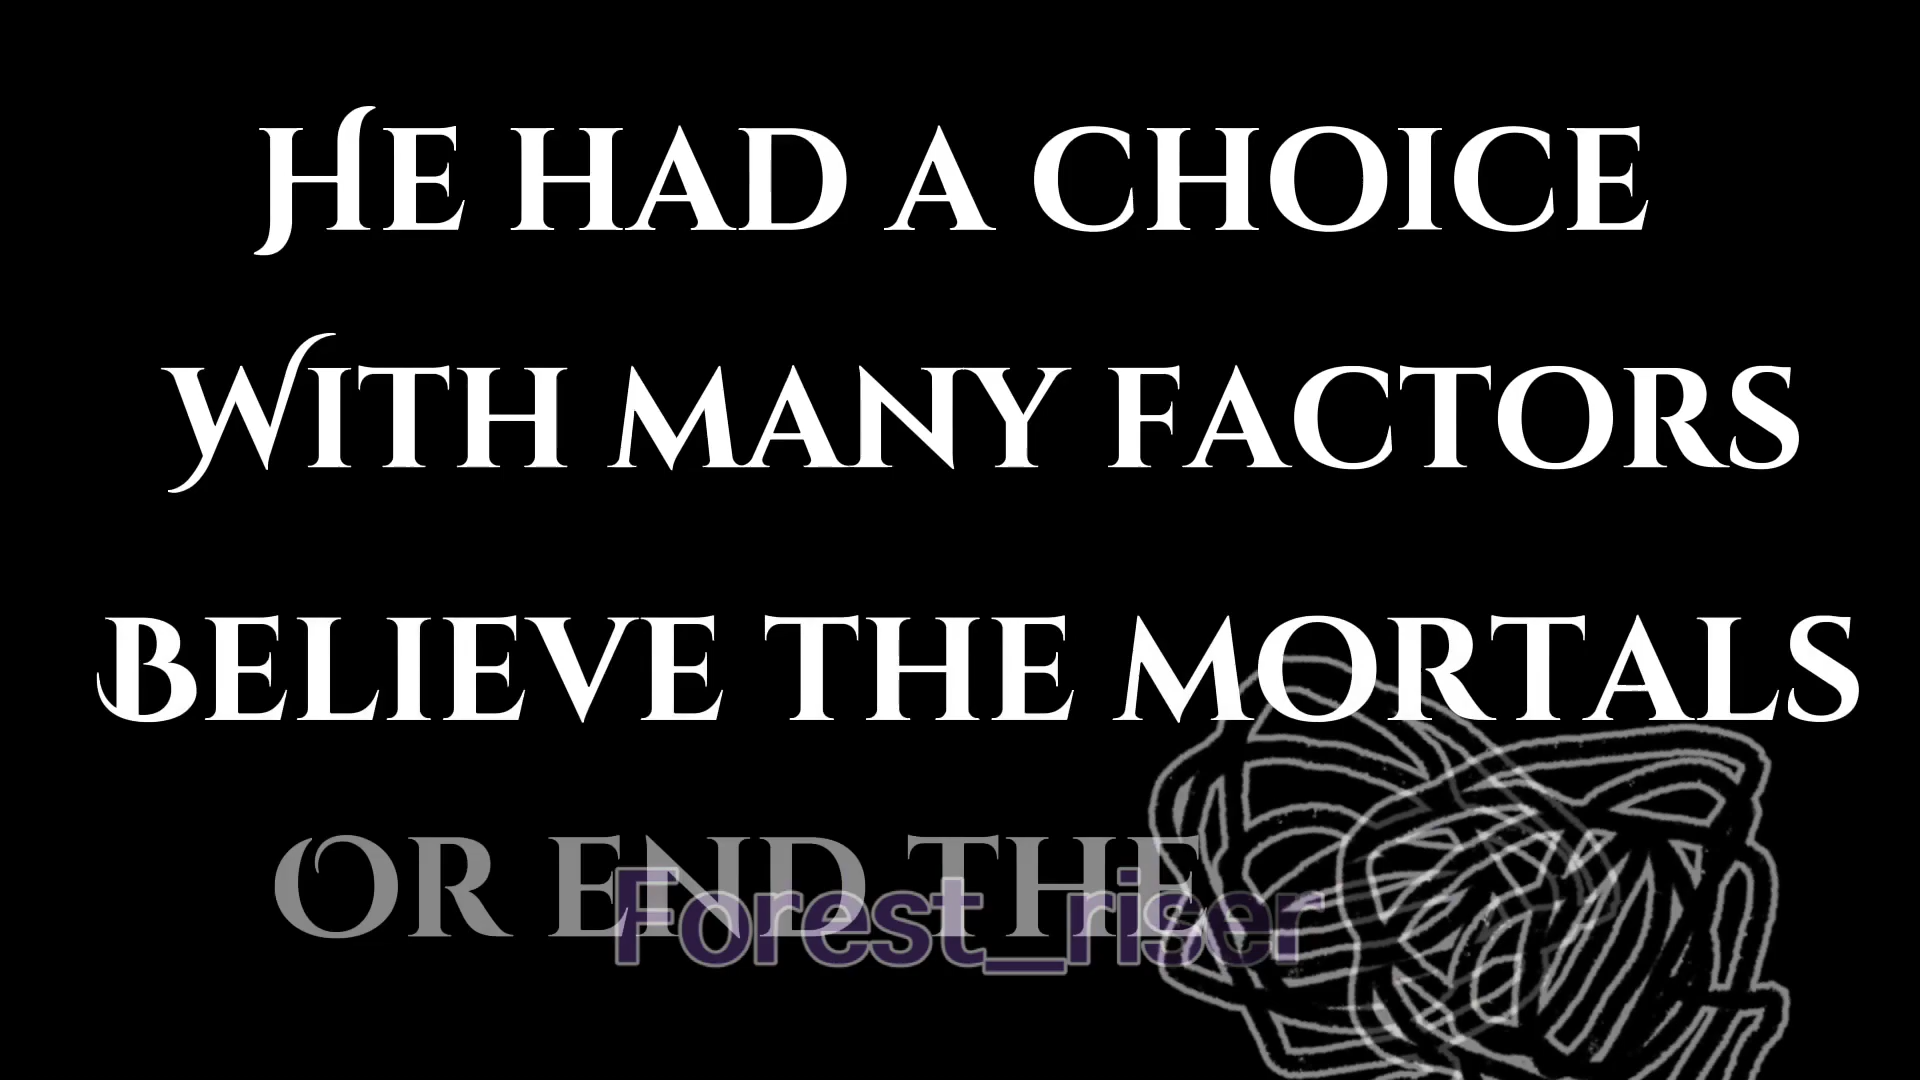 He had a choice
With many factors
Believe the mortals
Or end the
Forest_riser